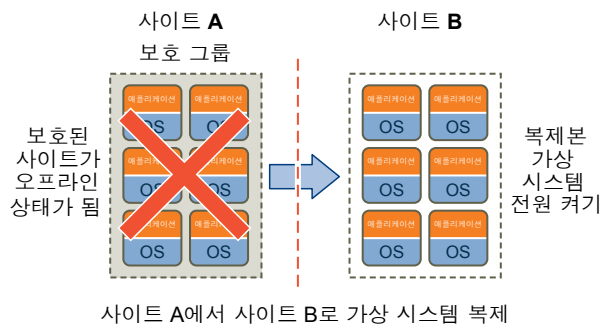 사이트 A
사이트 B
보호 그룹
애플리케이션
애플리케이션
애플리케이션
애플리케이션
OS
OS
OS
OS
보호된
사이트가
오프라인
상태가 됨
애플리케이션
애플리케이션
애플리케이션
애플리케이션
OS
OS
OS
OS
복제본
가상
시스템
전원 켜기
애플리케이션
애플리케이션
애플리케이션
애플리케이션
OS
OS
OS
OS
사이트 A에서 사이트 B로 가상 시스템 복제